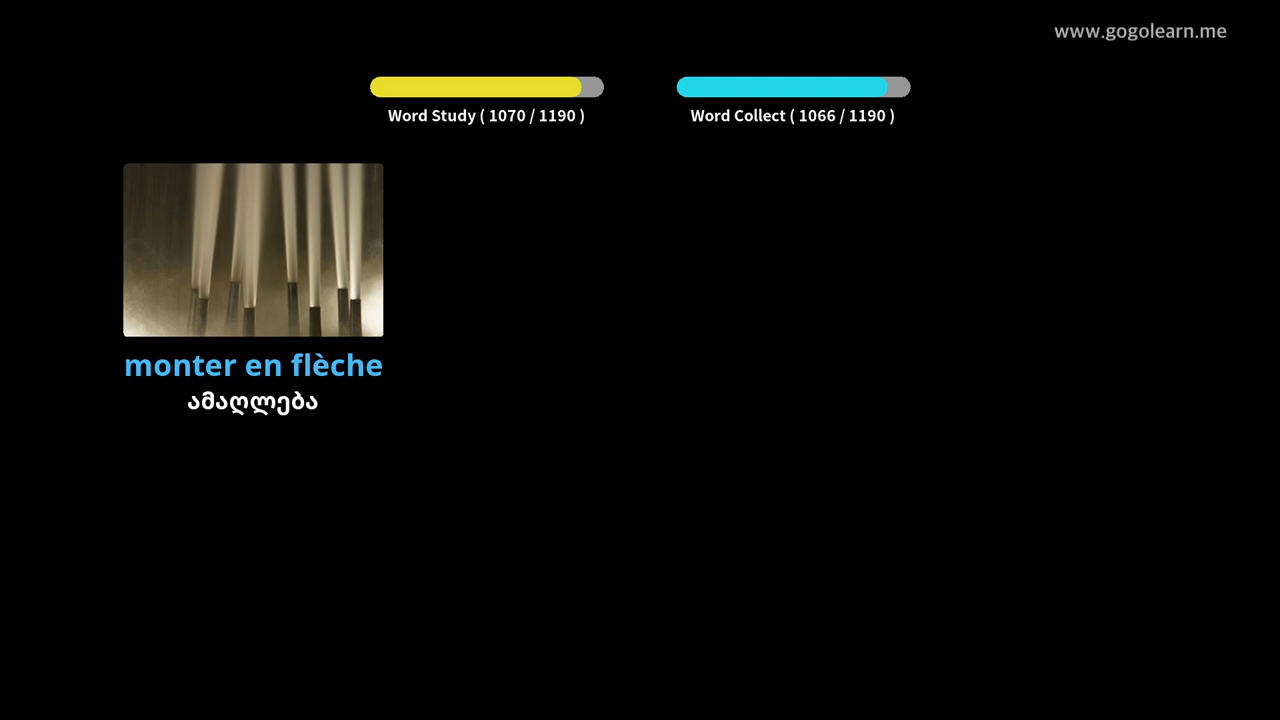 www.gogolearn.me
Word Study ( 1070 / 1190 )
Word Collect ( 1066 / 1190 )
monter en flèche
ამაღლება